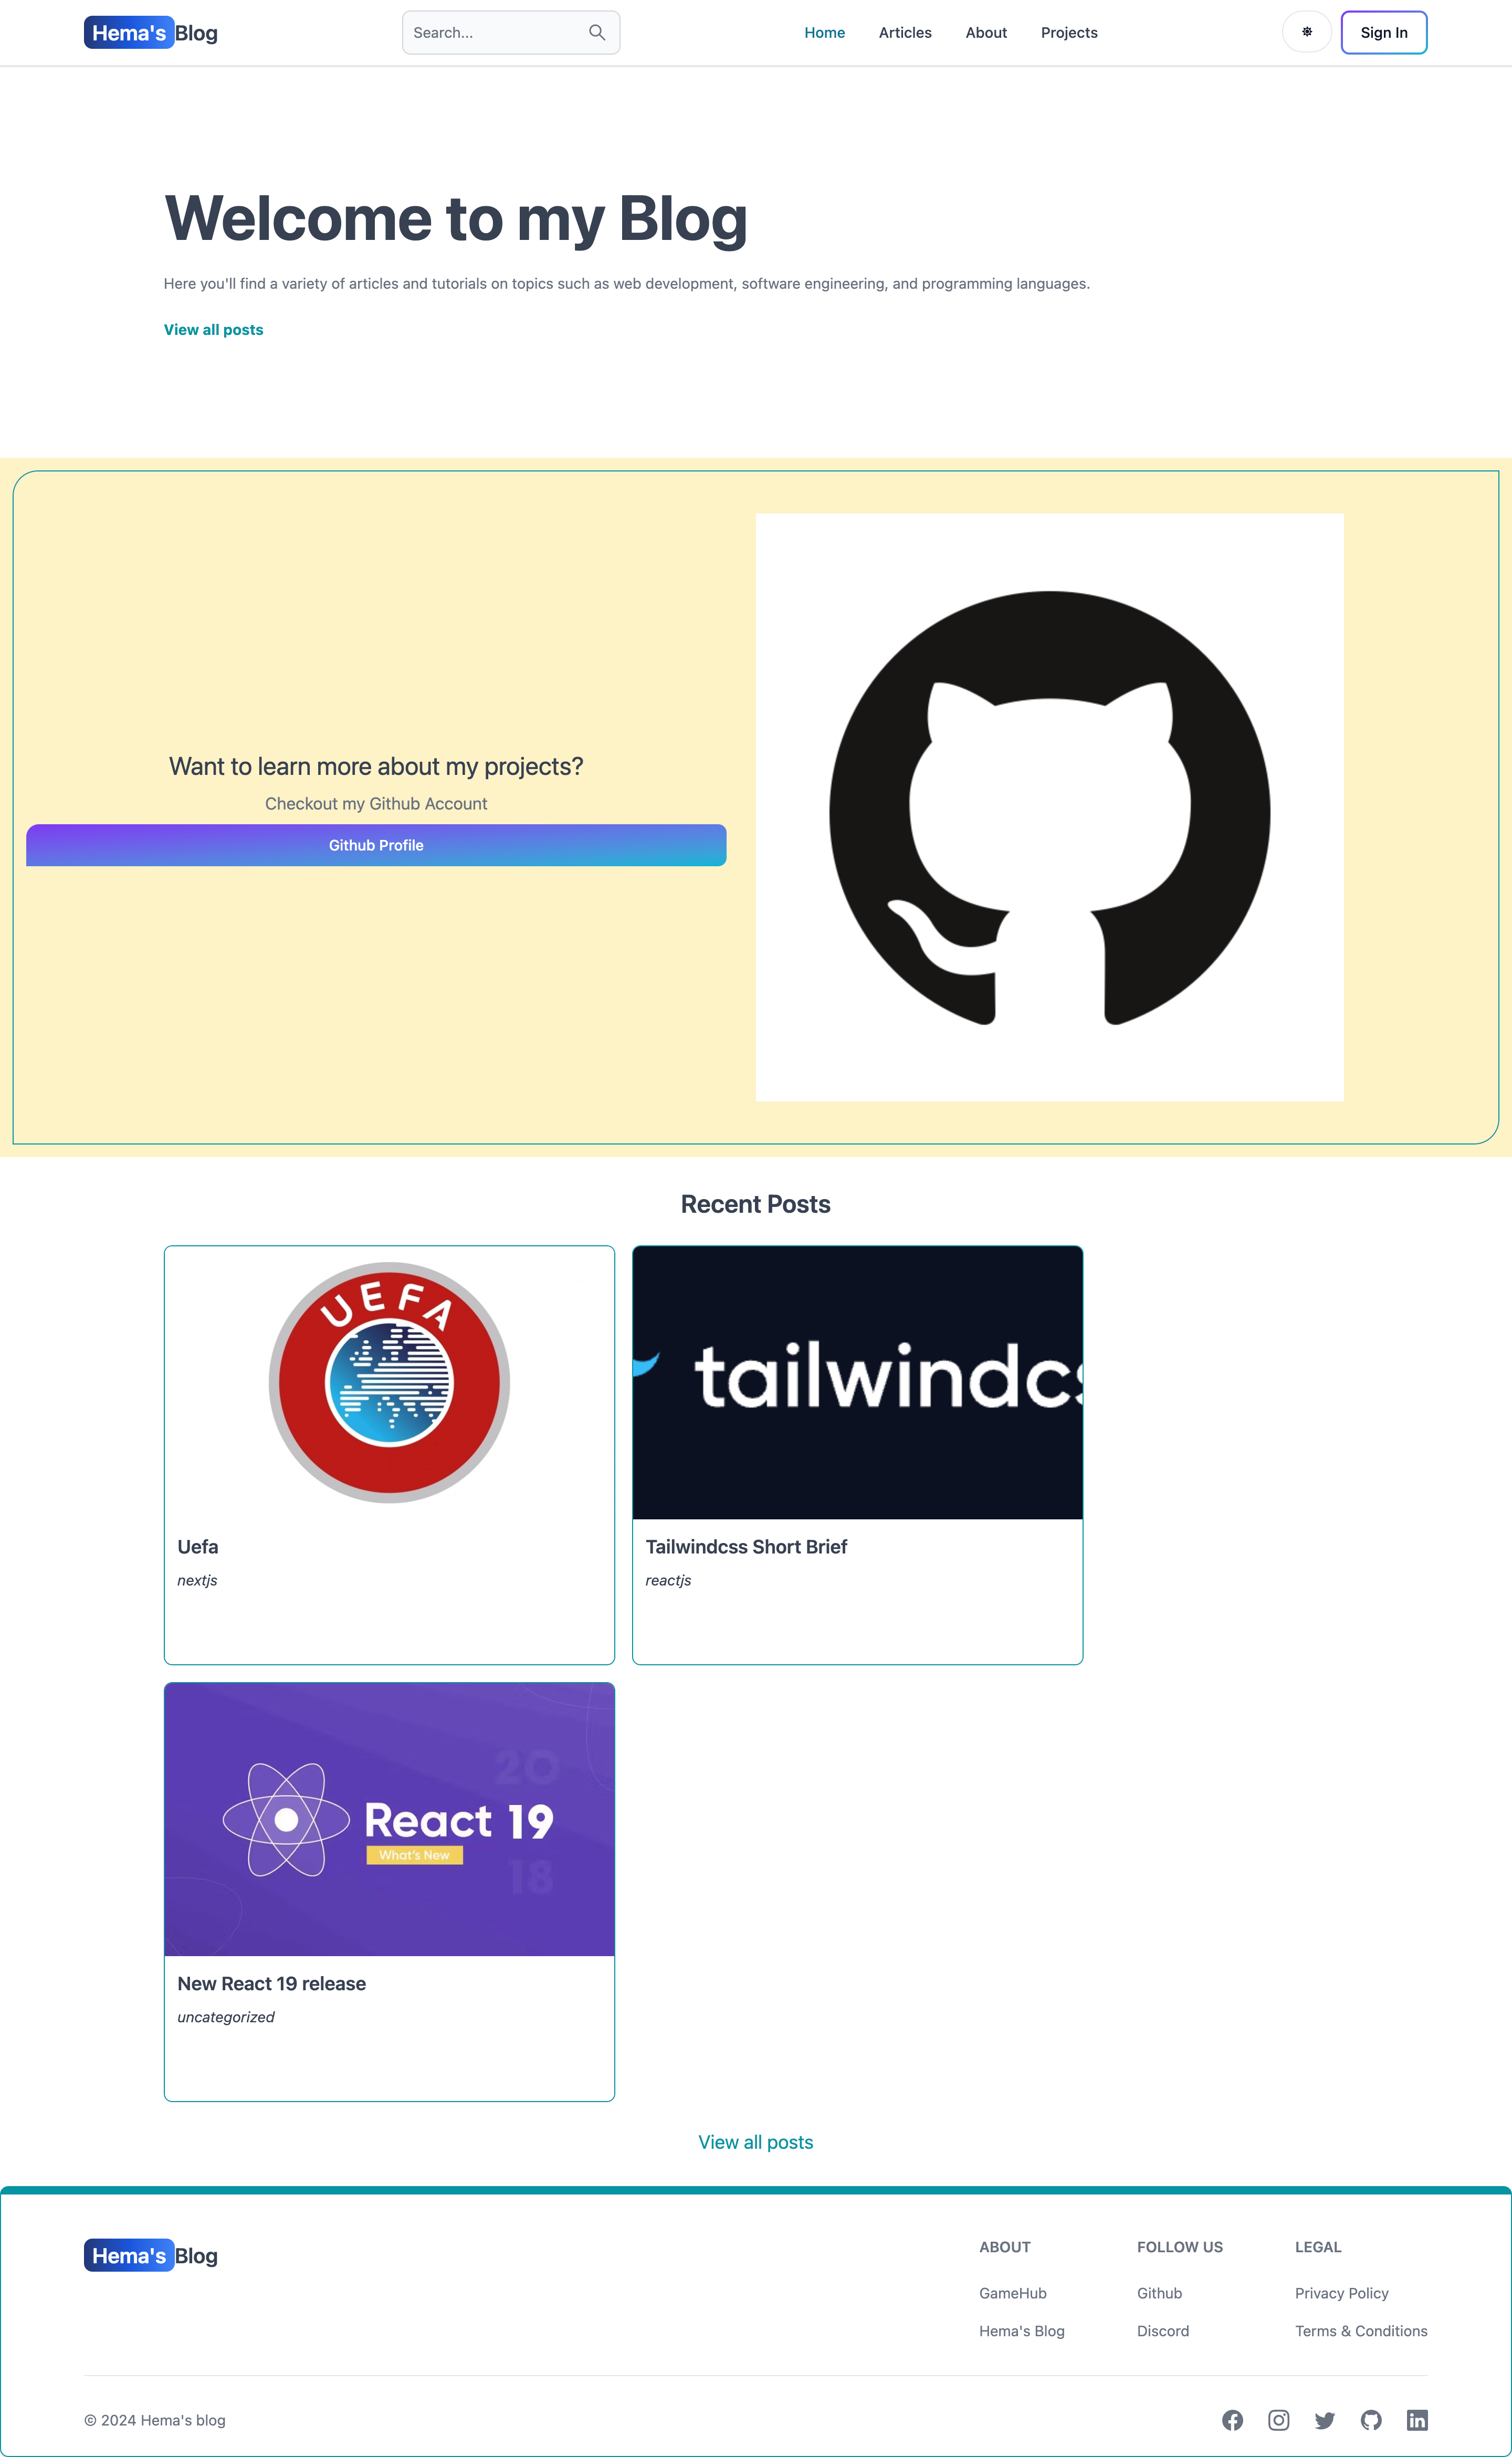 Hema's Blog
Search...
Home
Articles
About
Projects
Sign In
Welcome to my Blog
Here you'll find a variety of articles and tutorials on topics such as web development, software engineering, and programming languages.
View all posts
Want to learn more about my projects?
Checkout my Github Account
Github Profile
Recent Posts
UEFA
Uefa
nextjs
tailwindcs
Tailwindcss Short Brief
reactjs
20
React 19
What's New
18
New React 19 release
uncategorized
View all posts
Hema's Blog
ABOUT
GameHub
Hema's Blog
FOLLOW US
Github
Discord
LEGAL
Privacy Policy
Terms & Conditions
© 2024 Hema's blog